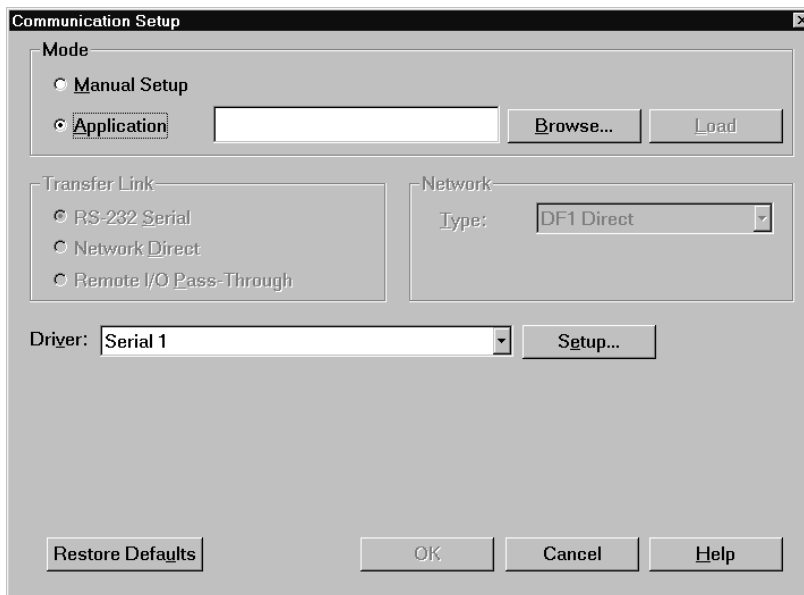 Communication Setup
Mode
Manual Setup
Application
Browse...
Load
Transfer Link
RS-232 Serial
Network Direct
Remote I/O Pass-Through
Network
Type:
DF1 Direct
Driver:
Serial 1
Setup...
Restore Defaults
OK
Cancel
Help